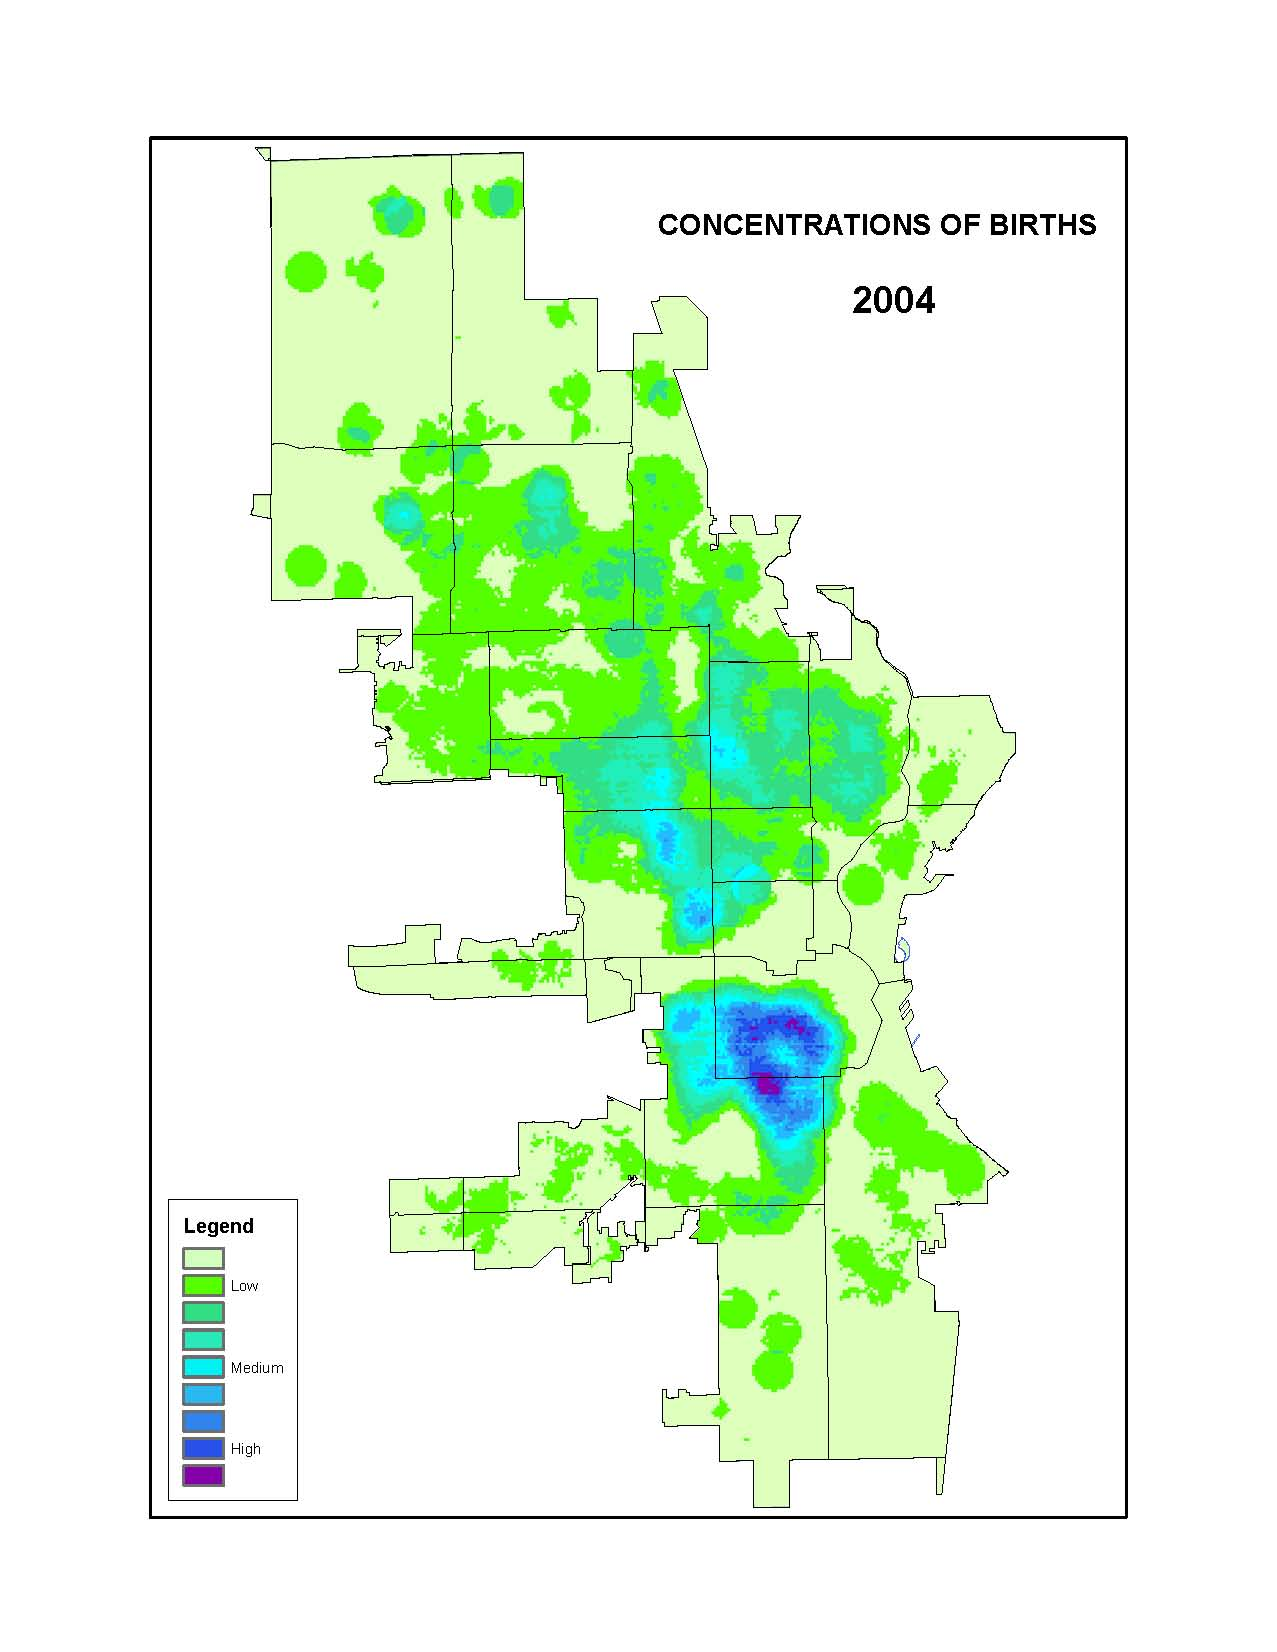 CONCENTRATIONS OF BIRTHS
2004
Legend
Low
Medium
High